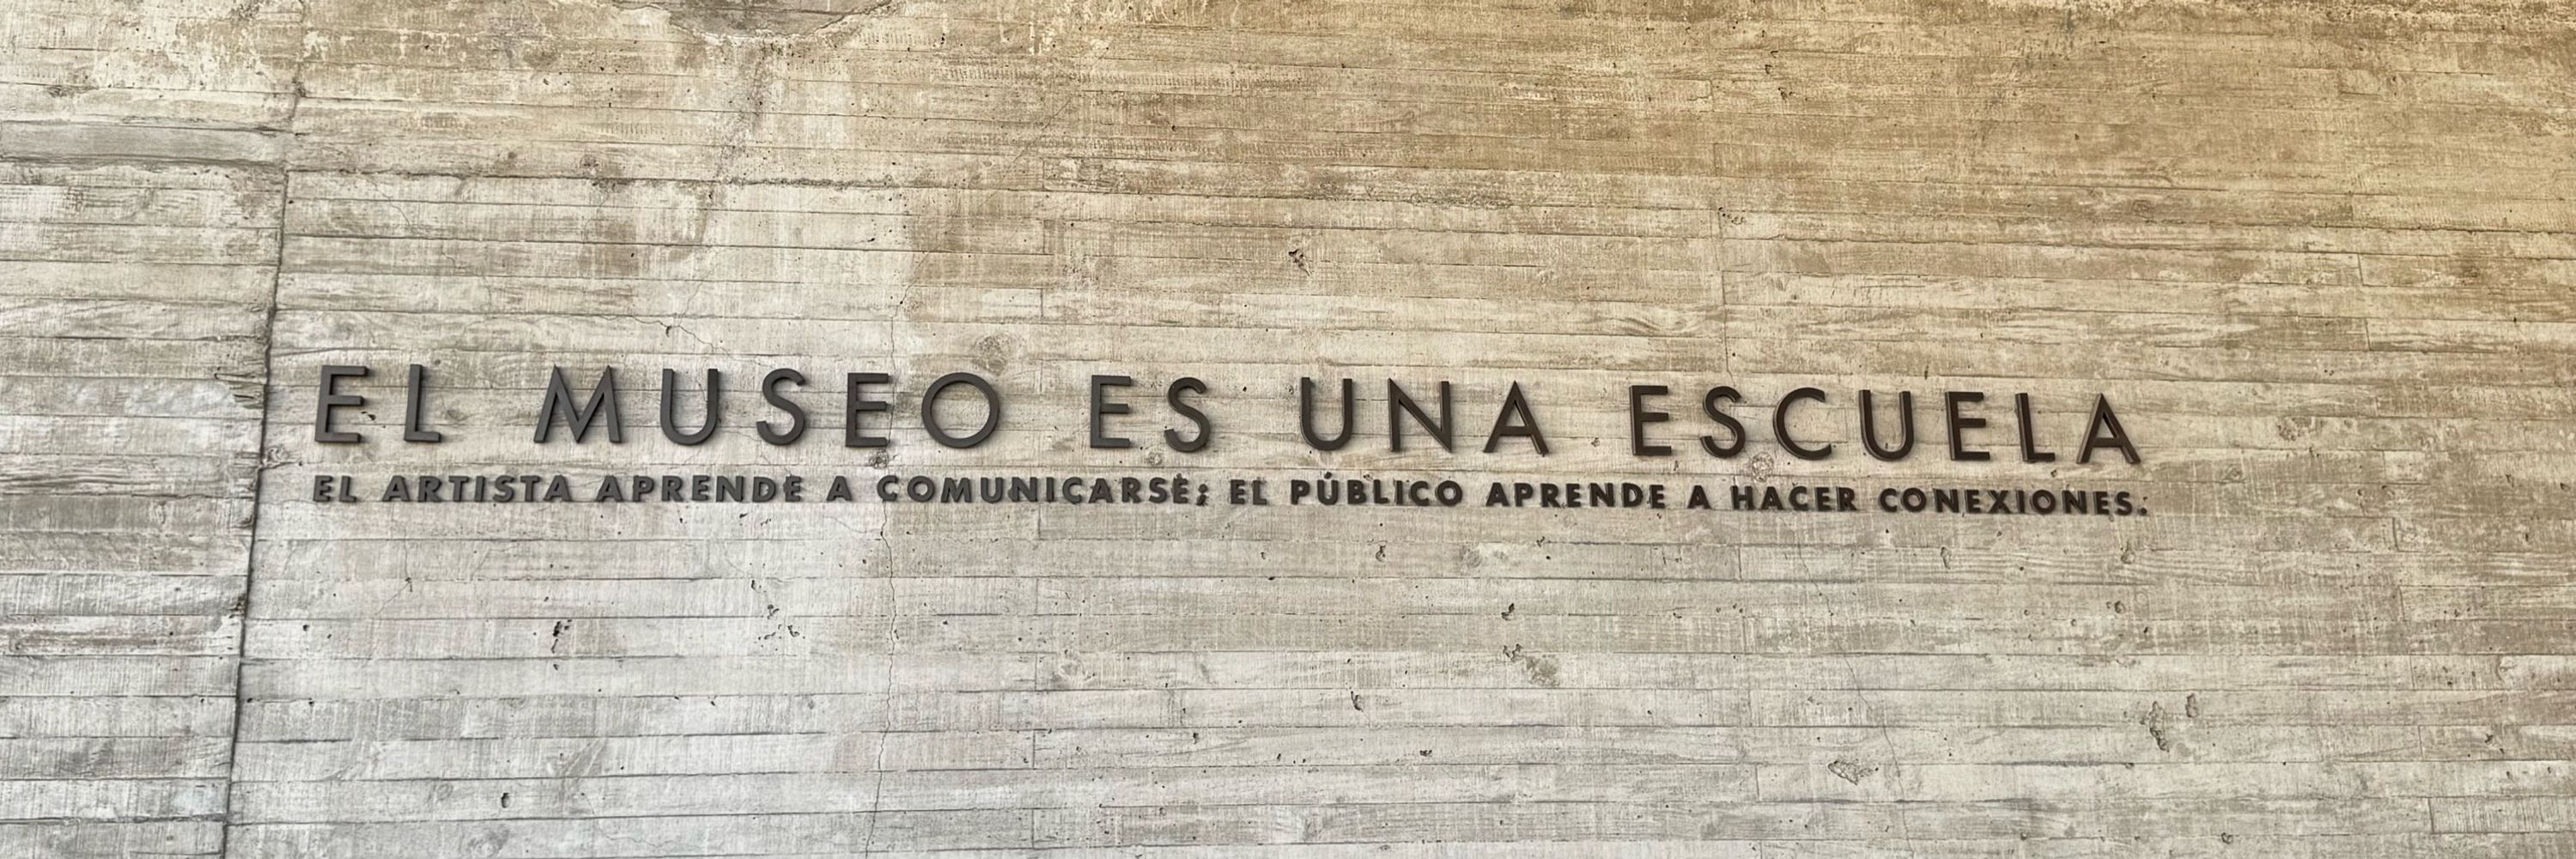 EL MUSEO ES UNA ESCUELA
EL ARTISTA APRENDE A COMUNICARSE; EL PÚBLICO APRENDE A HACER CONEXIONES.